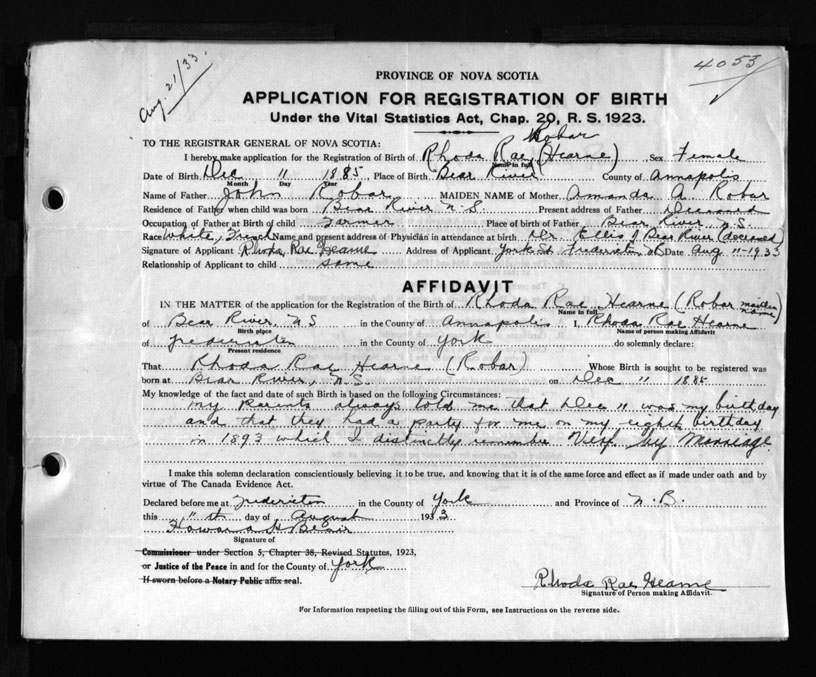 Aug. 21/33.
4053
PROVINCE OF NOVA SCOTIA
APPLICATION FOR REGISTRATION OF BIRTH
Under the Vital Statistics Act, Chap. 20, R. S. 1923.
Robar
TO THE REGISTRAR GENERAL OF NOVA SCOTIA:
I hereby make application for the Registration of Birth of Rhoda Rae (Hearne) Sex Female
Name in full
Date of Birth Dec 11 1885 Place of Birth Bear River County of Annapolis
Month Day Year
Name of Father John Robar MAIDEN NAME of Mother Amanda A. Robar
Residence of Father when child was born Bear River N.S. Present address of Father Deceased
Occupation of Father at Birth of child Farmer Place of birth of Father Bear River, N.S.
Race White, French Name and present address of Physician in attendance at birth Dr. Ellis Bear River (deceased)
Signature of Applicant Rhoda Rae Hearne Address of Applicant York St. Date Aug 11-1933
Relationship of Applicant to child same
AFFIDAVIT
IN THE MATTER of the application for the Registration of the Birth of Rhoda Rae Hearne (Robar maiden name)
Name in full
of Bear River, N S in the County of Annapolis I, Rhoda Rae Hearne
Birth place Name of person making Affidavit
of Fredericton in the County of York do solemnly declare:
Present residence
That Rhoda Rae Hearne (Robar) Whose Birth is sought to be registered was
born at Bear River, N.S. on Dec 11 1885
My knowledge of the fact and date of such Birth is based on the following Circumstances:
my Parents always told me that Dec 11 was my birthday
and that they had a party for me on my eighth birthday
in 1893 which I distinctly remember Verf. by Marriage.
I make this solemn declaration conscientiously believing it to be true, and knowing that it is of the same force and effect as if made under oath and by
virtue of The Canada Evidence Act.
Declared before me at Fredericton in the County of York and Province of N.B.
this 11th day of August 1933
Howard H Blair
Signature of
Commissioner under Section 5, Chapter 38, Revised Statutes, 1923,
or Justice of the Peace in and for the County of York
If sworn before a Notary Public affix seal.
Rhoda Rae Hearne
Signature of Person making Affidavit.
For Information respecting the filling out of this Form, see Instructions on the reverse side.